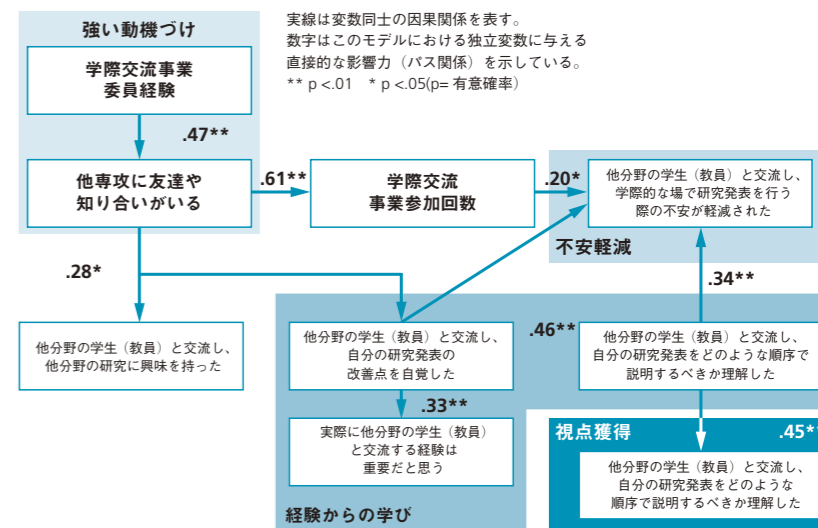 強い動機づけ
学際交流事業
委員経験
実線は変数同士の因果関係を表す。
数字はこのモデルにおける独立変数に与える
直接的な影響力（パス関係）を示している。
** p <.01　* p <.05(p= 有意確率）
.47**
他専攻に友達や
知り合いがいる
.61**
学際交流
事業参加回数
.20*
他分野の学生（教員）と交流し、
学際的な場で研究発表を行う
際の不安が軽減された
不安軽減
.28*
.34**
他分野の学生（教員）と交流し、
他分野の研究に興味を持った
他分野の学生（教員）と交流し、
自分の研究発表の
改善点を自覚した
.46**
他分野の学生（教員）と交流し、
自分の研究発表をどのような順序で
説明するべきか理解した
.33**
実際に他分野の学生（教員）
と交流する経験は
重要だと思う
視点獲得
.45*
他分野の学生（教員）と交流し、
自分の研究発表をどのような
順序で説明するべきか理解した
経験からの学び